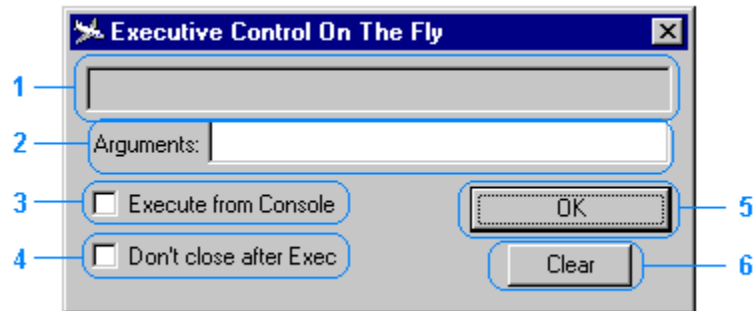 Executive Control On The Fly
1
2 Arguments:
3 Execute from Console OK 5
4 Don't close after Exec Clear 6